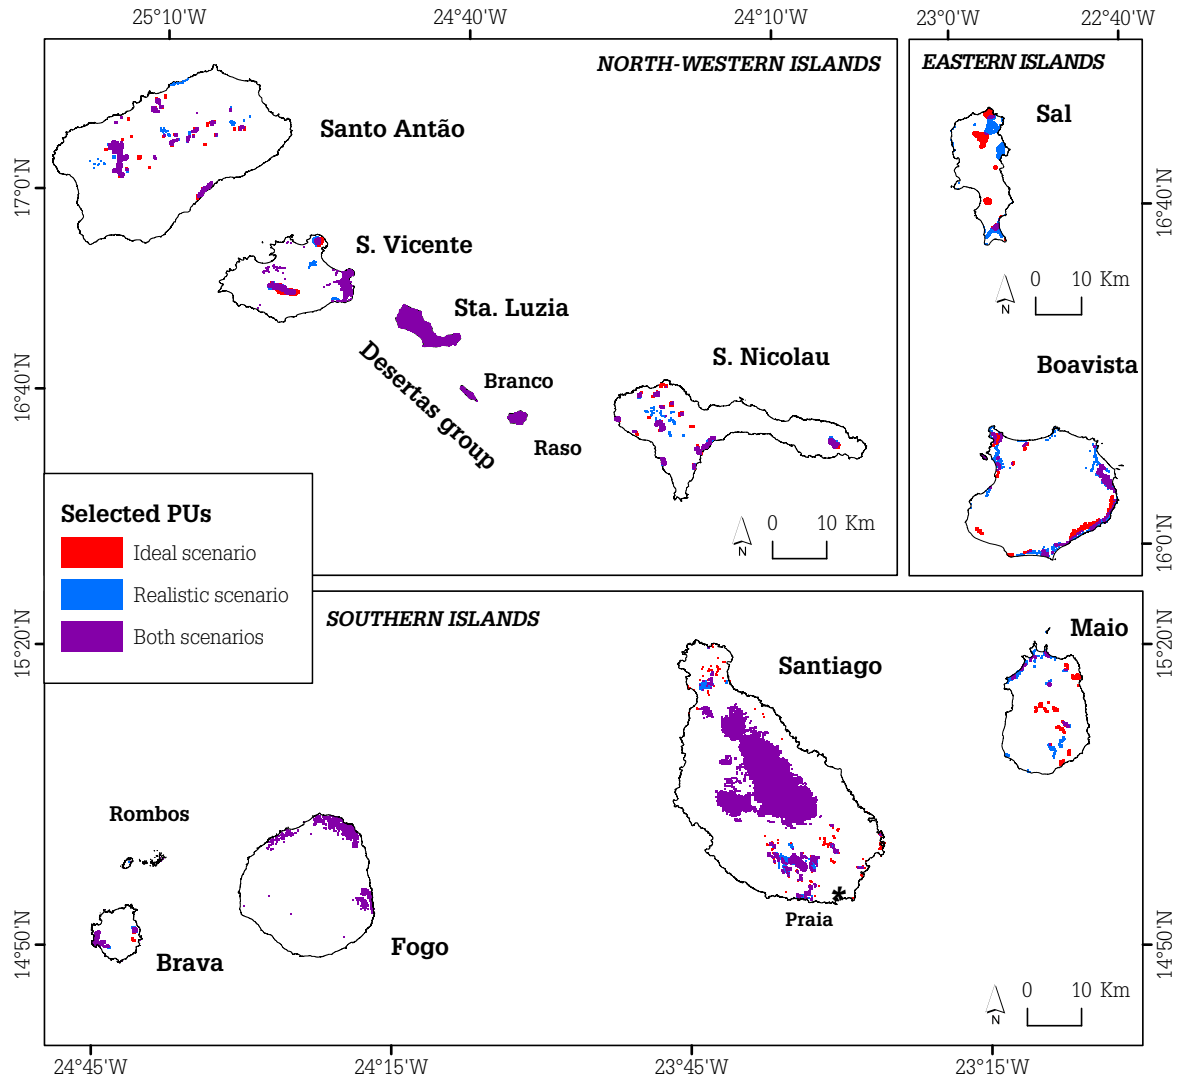 25°10'W
24°40'W
24°10'W
23°0'W
22°40'W
NORTH-WESTERN ISLANDS
EASTERN ISLANDS
Santo Antão
Sal
17°0'N
16°40'N
S. Vicente
0 10 Km
N
Sta. Luzia
S. Nicolau
Boavista
Desertas group
Branco
16°40'N
Raso
0 10 Km
N
16°0'N
Selected PUs
Ideal scenario
Realistic scenario
Both scenarios
SOUTHERN ISLANDS
15°20'N
Maio
15°20'N
Santiago
Rombos
*
Praia
14°50'N
Fogo
14°50'N
Brava
0 10 Km
N
24°45'W
24°15'W
23°45'W
23°15'W